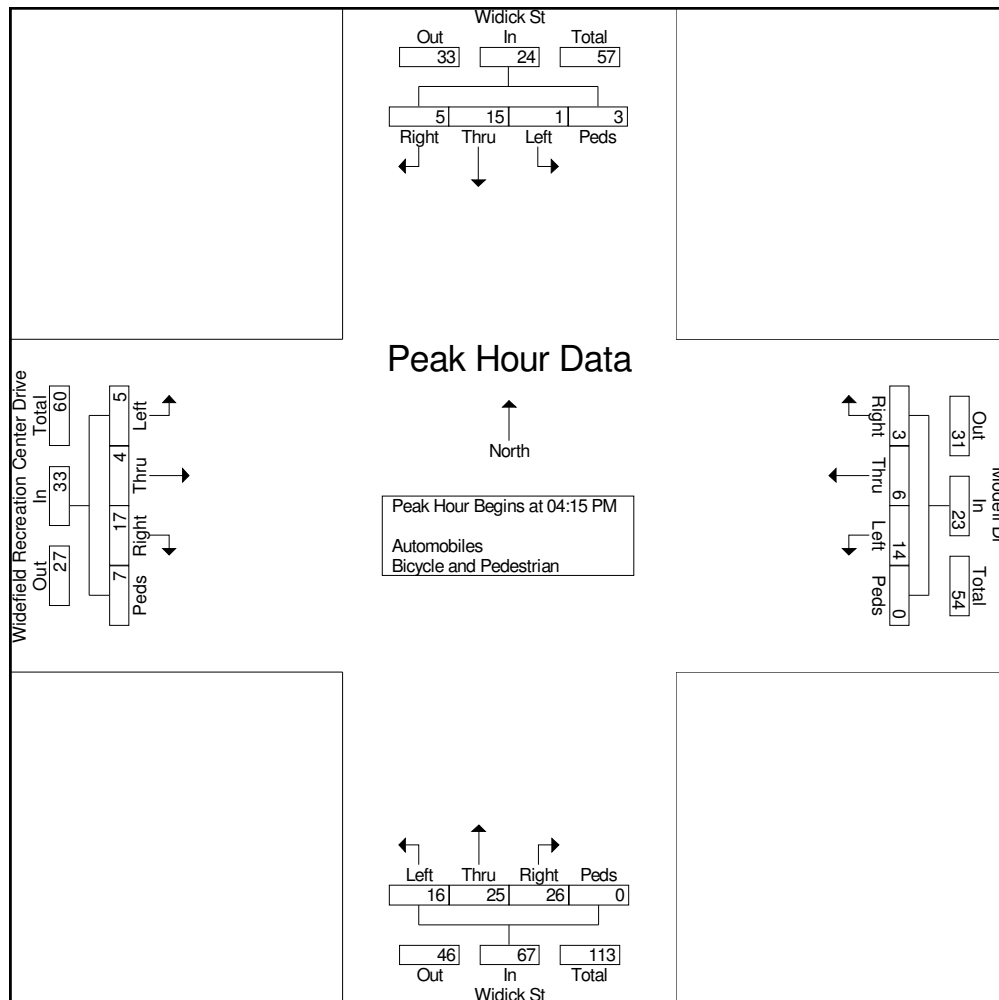 Widick St
Out In Total
33 24 57
5 15 1 3
Right Thru Left Peds
Peak Hour Data
North
Peak Hour Begins at 04:15 PM
Automobiles
Bicycle and Pedestrian
Widefield Recreation Center Drive
Total In Out
60 33 27
5 4 17 7
Left Thru Right Peds
Out In Total
31 23 54
3 6 14 0
Right Thru Left Peds
Left Thru Right Peds
16 25 26 0
46 67 113
Out In Total
Widick St